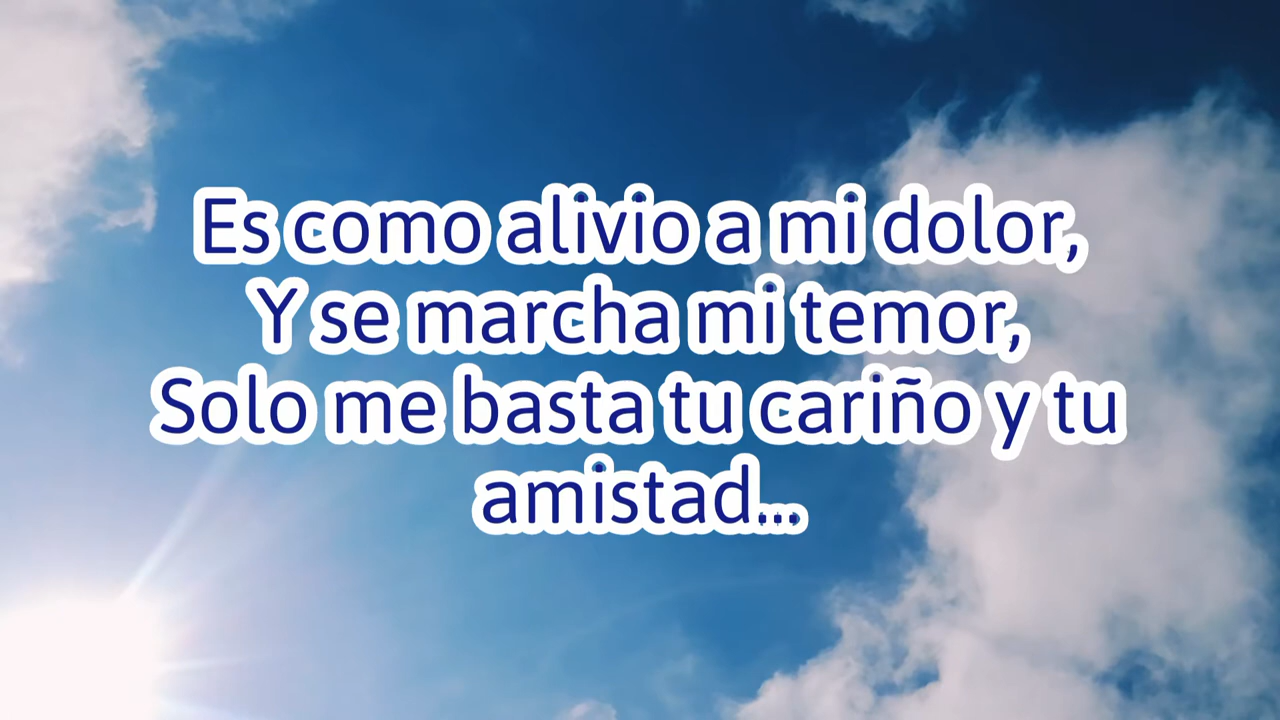 Es como alivio a mi dolor,
Y se marcha mi temor,
Solo me basta tu cariño y tu
amistad...